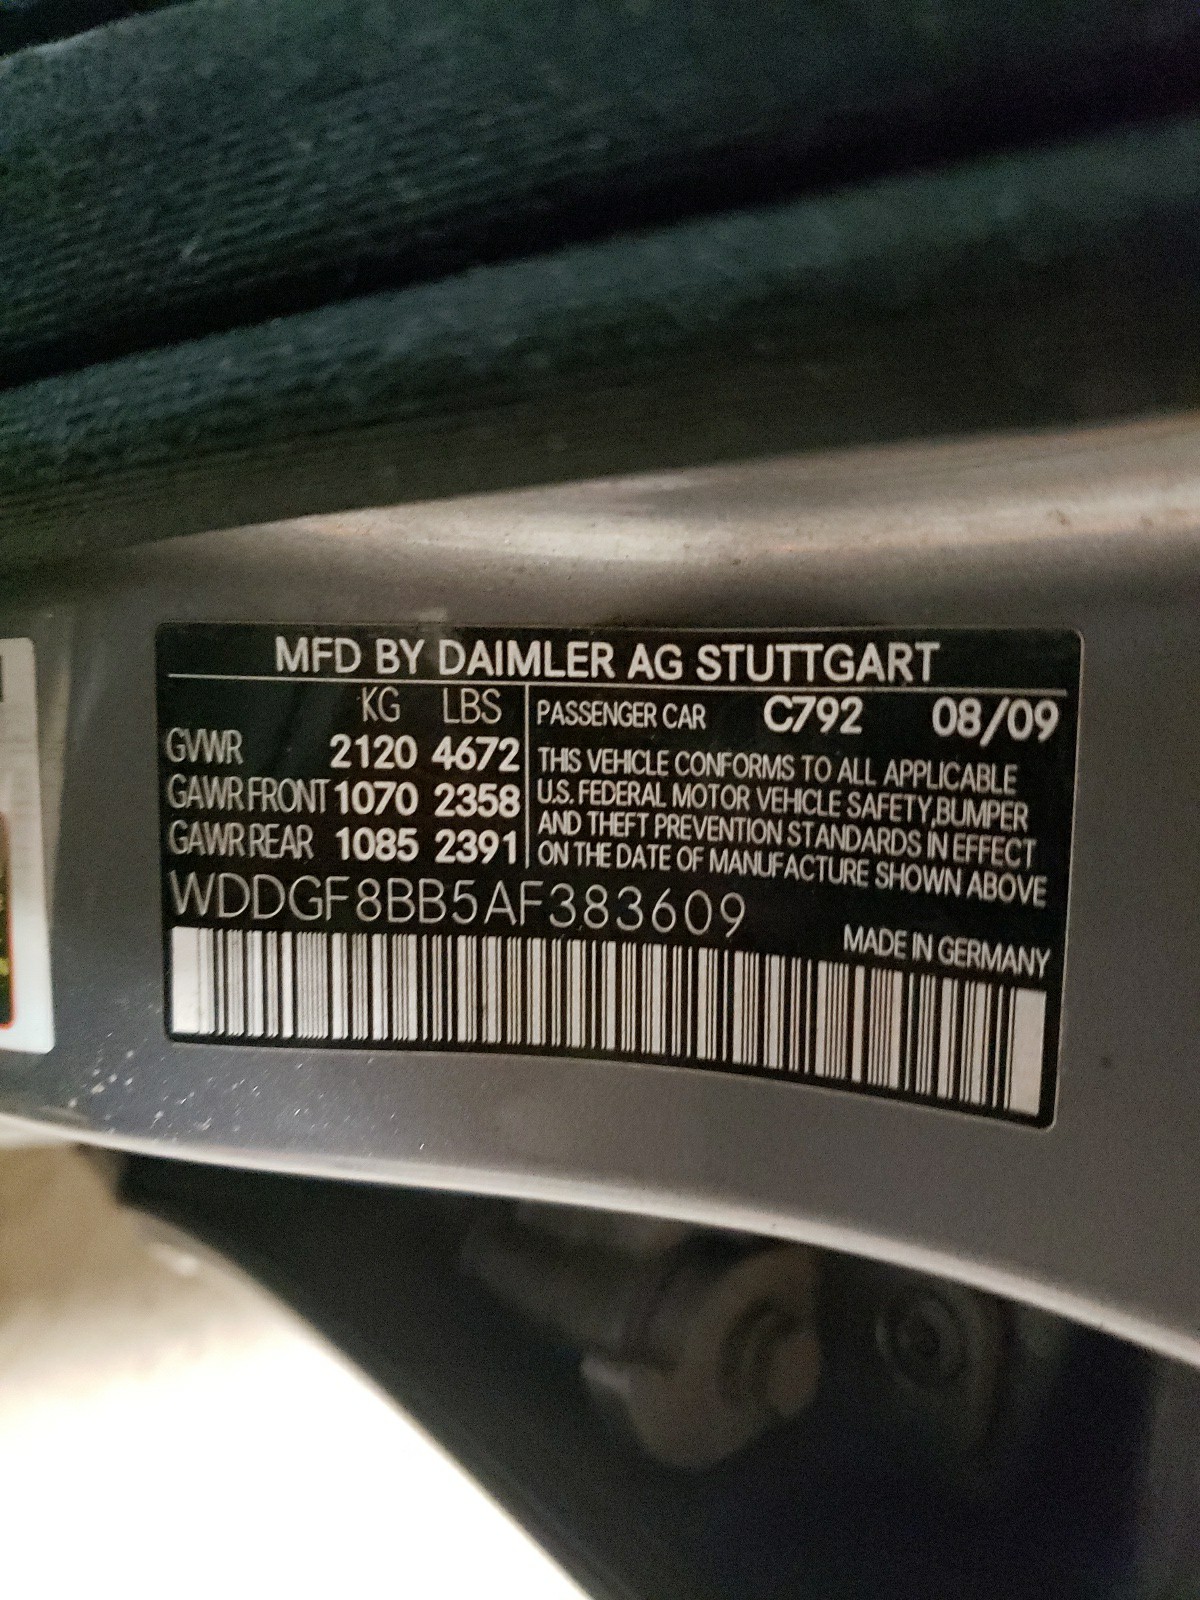 MFD BY DAIMLER AG STUTTGART
KG LBS
GVWR 2120 4672
GAWR FRONT 1070 2358
GAWR REAR 1085 2391
PASSENGER CAR C792 08/09
THIS VEHICLE CONFORMS TO ALL APPLICABLE
U.S. FEDERAL MOTOR VEHICLE SAFETY,BUMPER
AND THEFT PREVENTION STANDARDS IN EFFECT
ON THE DATE OF MANUFACTURE SHOWN ABOVE
WDDGF8BB5AF383609
MADE IN GERMANY